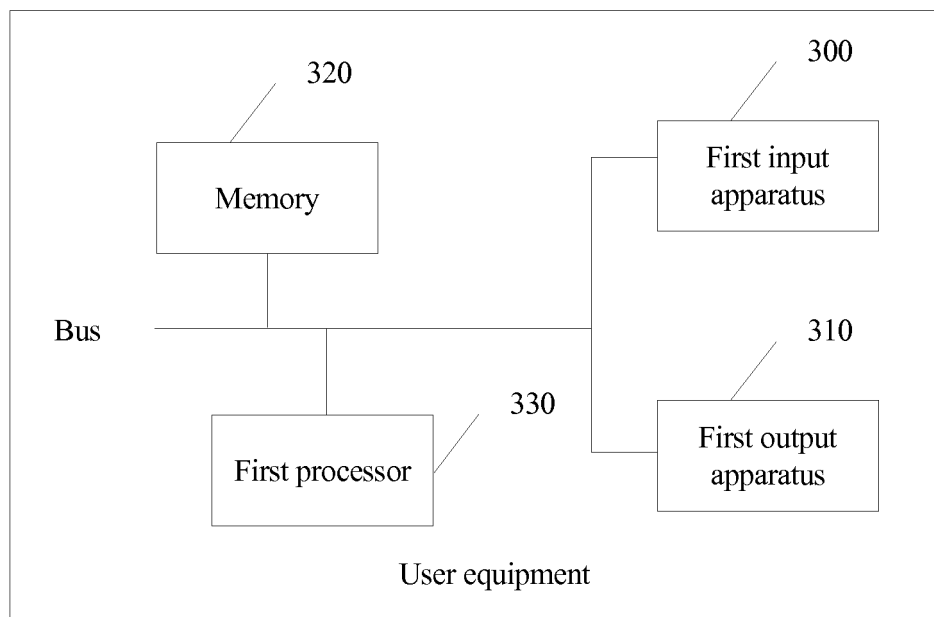 320
300
Memory
First input
apparatus
Bus
310
330
First processor
First output
apparatus
User equipment